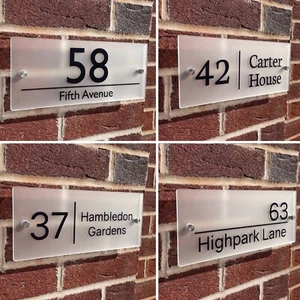 58
Fifth Avenue
42
Carter
House
37
Hambledon
Gardens
63
Highpark Lane